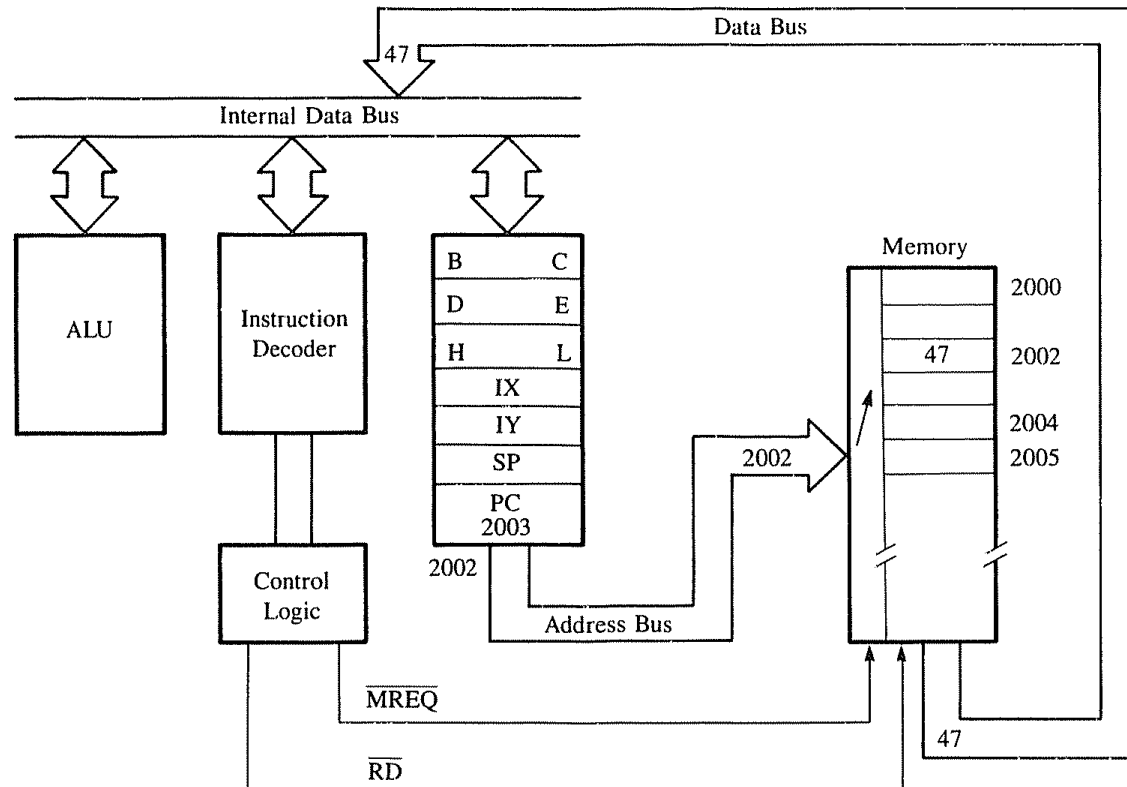 Data Bus
47
Internal Data Bus
ALU
Instruction
Decoder
B C
D E
H L
IX
IY
SP
PC
2003
2002
Control
Logic
Address Bus
2002
Memory
2000
47 2002
2004
2005
MREQ
RD
47